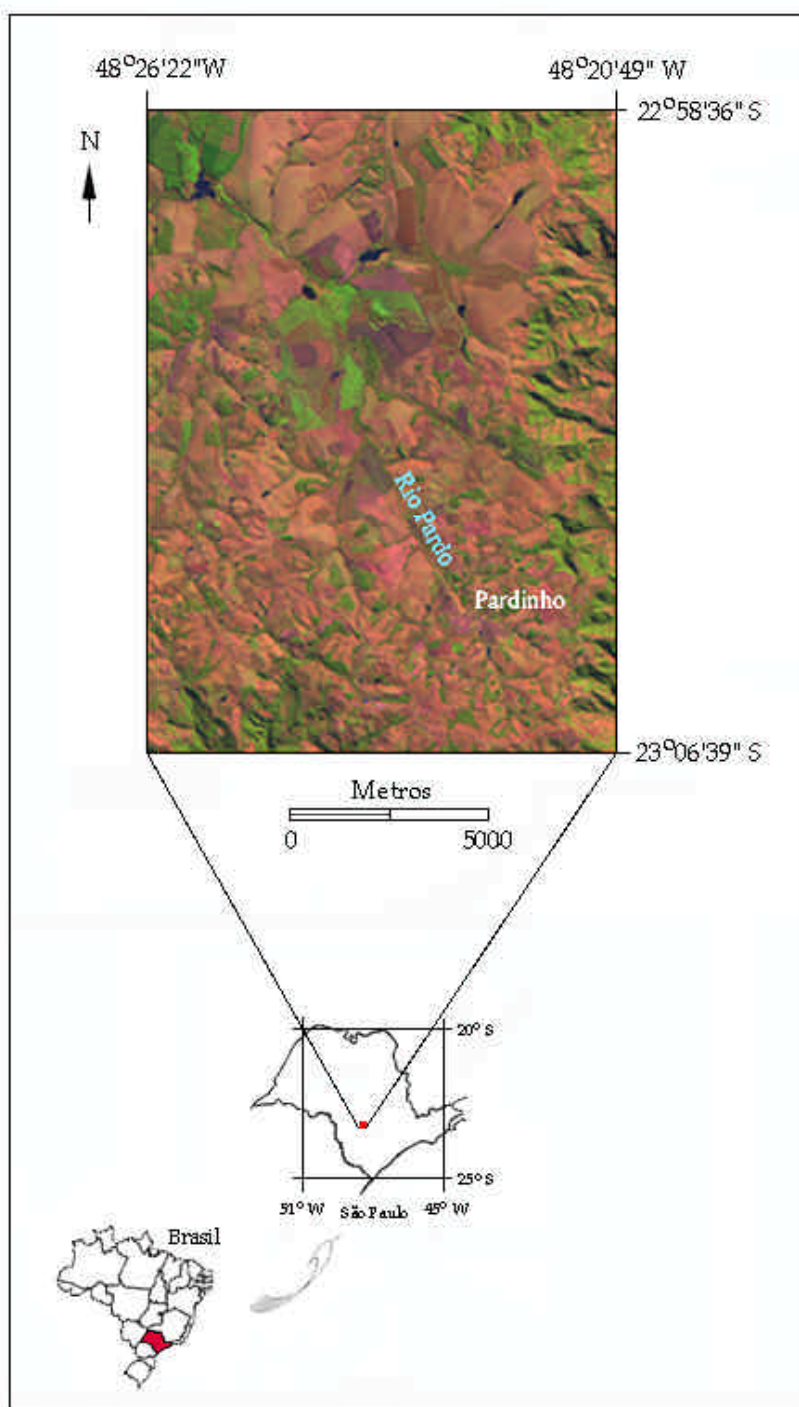 48°26'22"W 48°20'49" W
22°58'36" S
N
Rio Pardo
Pardinho
23°06'39" S
Metros
0 5000
20° S
25° S
51° W São Paulo 45° W
Brasil